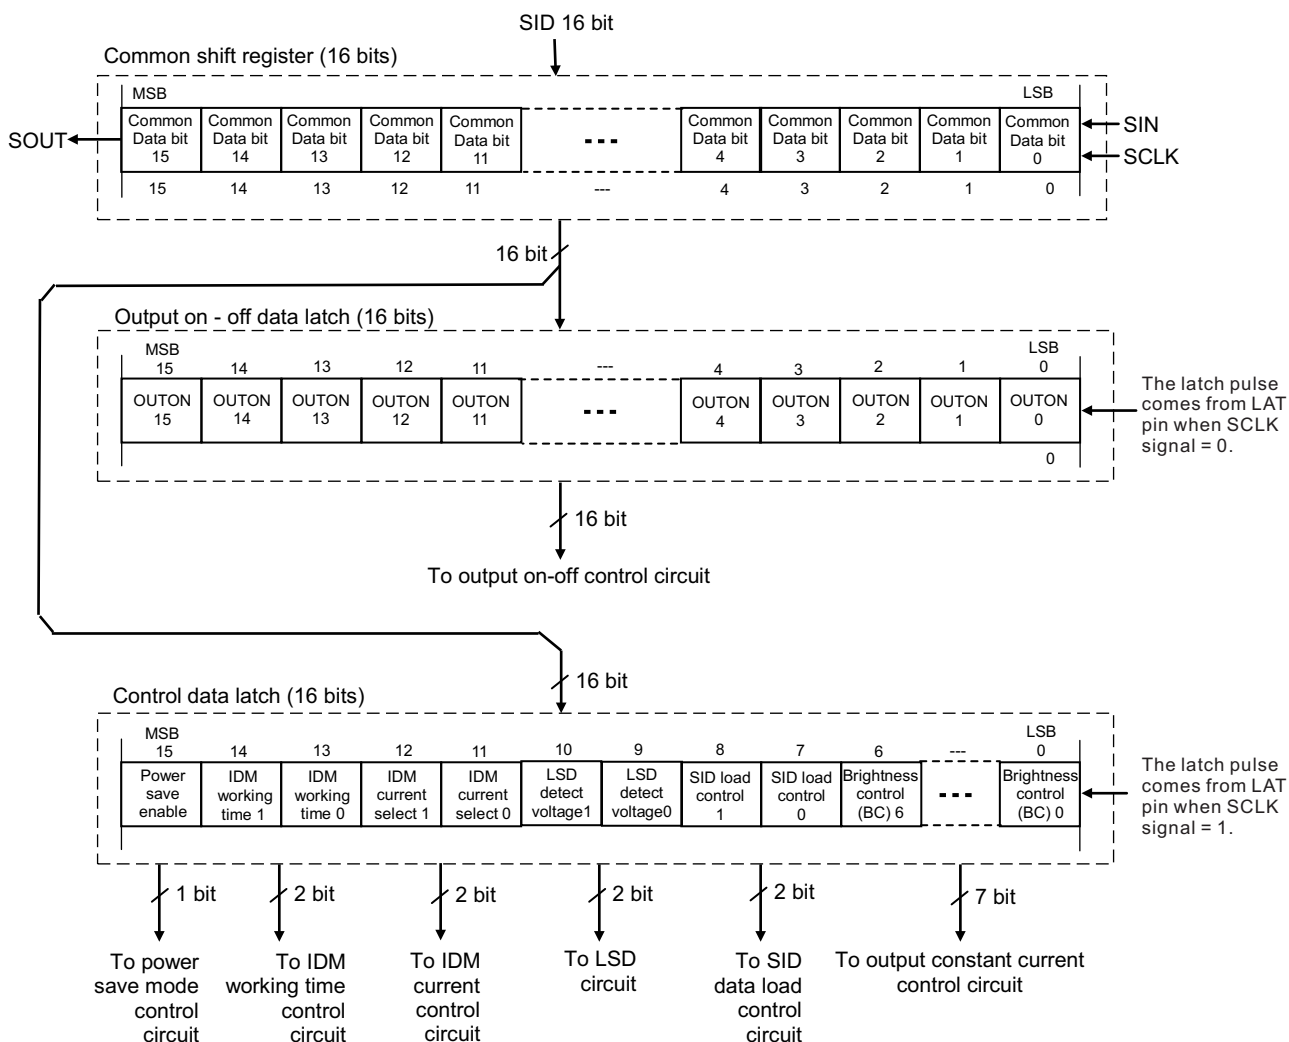 SID 16 bit
Common shift register (16 bits)
MSB LSB
Common Data bit 15
Common Data bit 14
Common Data bit 13
Common Data bit 12
Common Data bit 11
---
Common Data bit 4
Common Data bit 3
Common Data bit 2
Common Data bit 1
Common Data bit 0
SOUT
SIN
SCLK
15 14 13 12 11 --- 4 3 2 1 0
16 bit
Output on - off data latch (16 bits)
MSB LSB
15 14 13 12 11 --- 4 3 2 1 0
OUTON 15
OUTON 14
OUTON 13
OUTON 12
OUTON 11
---
OUTON 4
OUTON 3
OUTON 2
OUTON 1
OUTON 0
0
The latch pulse
comes from LAT
pin when SCLK
signal = 0.
16 bit
To output on-off control circuit
16 bit
Control data latch (16 bits)
MSB LSB
15 14 13 12 11 10 9 8 7 6 --- 0
Power save enable
IDM working time 1
IDM working time 0
IDM current select 1
IDM current select 0
LSD detect voltage1
LSD detect voltage0
SID load control 1
SID load control 0
Brightness control (BC) 6
---
Brightness control (BC) 0
The latch pulse
comes from LAT
pin when SCLK
signal = 1.
1 bit 2 bit 2 bit 2 bit 2 bit 7 bit
To power save mode control circuit
To IDM working time control circuit
To IDM current control circuit
To LSD circuit
To SID data load control circuit
To output constant current control circuit